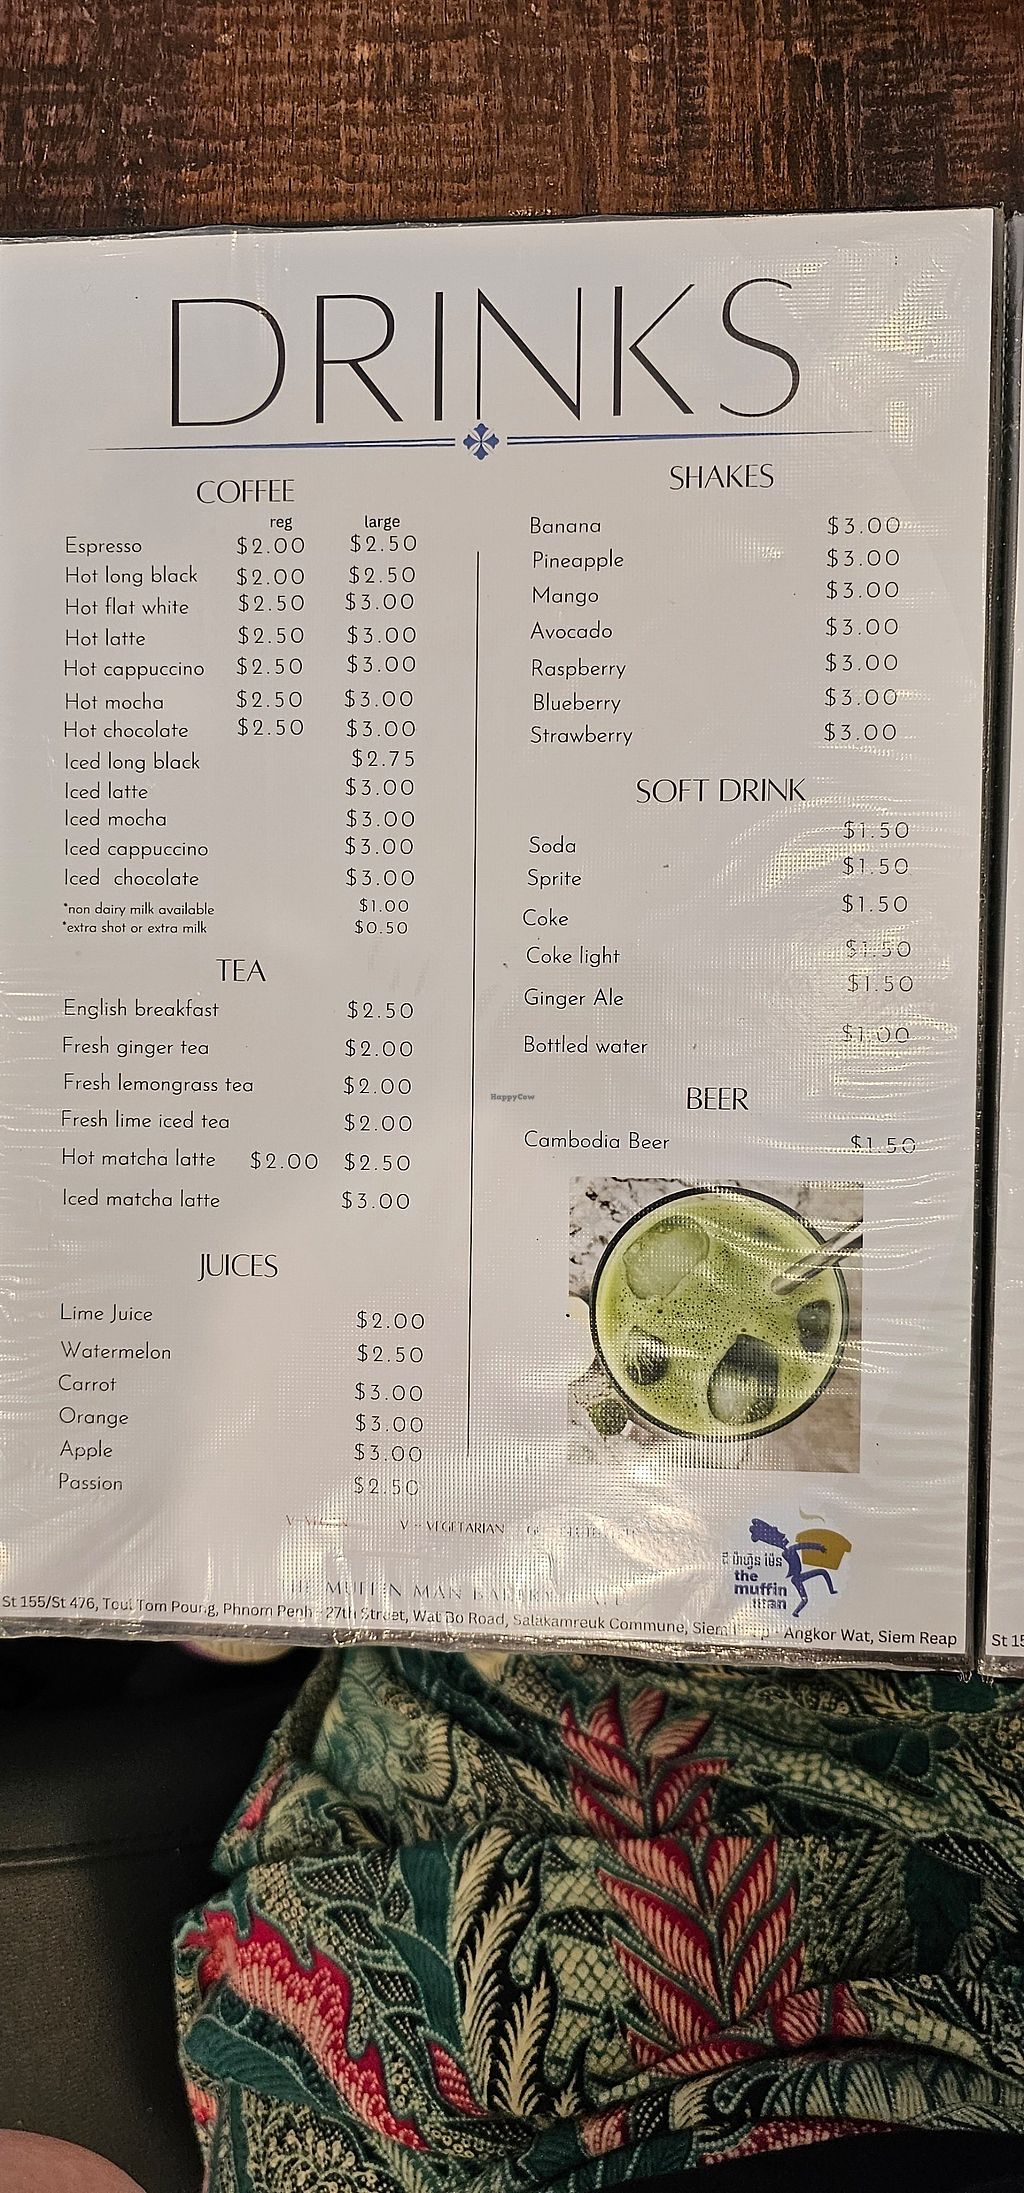 DRINKS
COFFEE
reg large
Espresso $2.00 $2.50
Hot long black $2.00 $2.50
Hot flat white $2.50 $3.00
Hot latte $2.50 $3.00
Hot cappuccino $2.50 $3.00
Hot mocha $2.50 $3.00
Hot chocolate $2.50 $3.00
Iced long black $2.75
Iced latte $3.00
Iced mocha $3.00
Iced cappuccino $3.00
Iced chocolate $3.00
*non dairy milk available $1.00
*extra shot or extra milk $0.50
TEA
English breakfast $2.50
Fresh ginger tea $2.00
Fresh lemongrass tea $2.00
Fresh lime iced tea $2.00
Hot matcha latte $2.00 $2.50
Iced matcha latte $3.00
JUICES
Lime Juice $2.00
Watermelon $2.50
Carrot $3.00
Orange $3.00
Apple $3.00
Passion $2.50
SHAKES
Banana $3.00
Pineapple $3.00
Mango $3.00
Avocado $3.00
Raspberry $3.00
Blueberry $3.00
Strawberry $3.00
SOFT DRINK
Soda $1.50
Sprite $1.50
Coke $1.50
Coke light $1.50
Ginger Ale $1.50
Bottled water $1.00
BEER
Cambodia Beer $1.50
HappyCow
V - VEGETARIAN
the
muffin
man
MUFFIN MAN
St 155/St 476, Toul Tom Poung, Phnom Penh - 27th Street, Wat Bo Road, Salakamreuk Commune, Siem Reap - Angkor Wat, Siem Reap